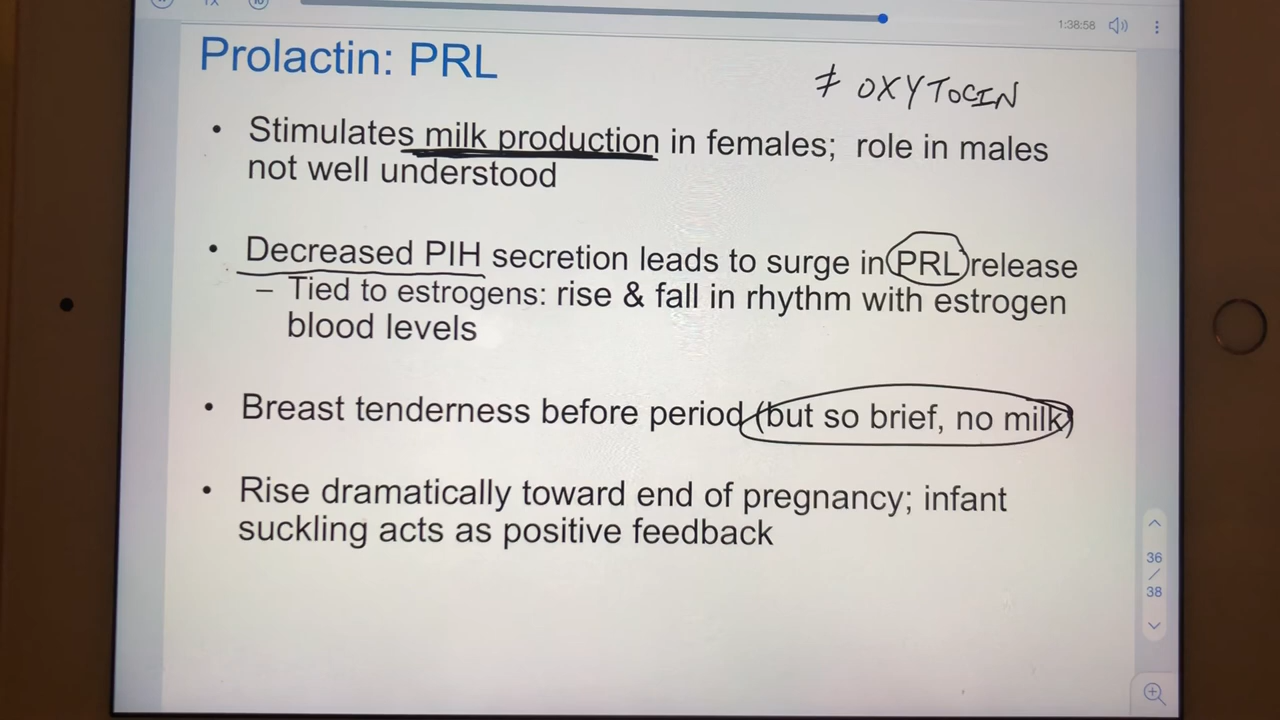 1X
10
1:38:56
Prolactin: PRL
≠ OXYTOCIN
• Stimulates milk production in females; role in males
not well understood
• Decreased PIH secretion leads to surge in PRL release
– Tied to estrogens: rise & fall in rhythm with estrogen
blood levels
• Breast tenderness before period (but so brief, no milk)
• Rise dramatically toward end of pregnancy; infant
suckling acts as positive feedback
36
/
38